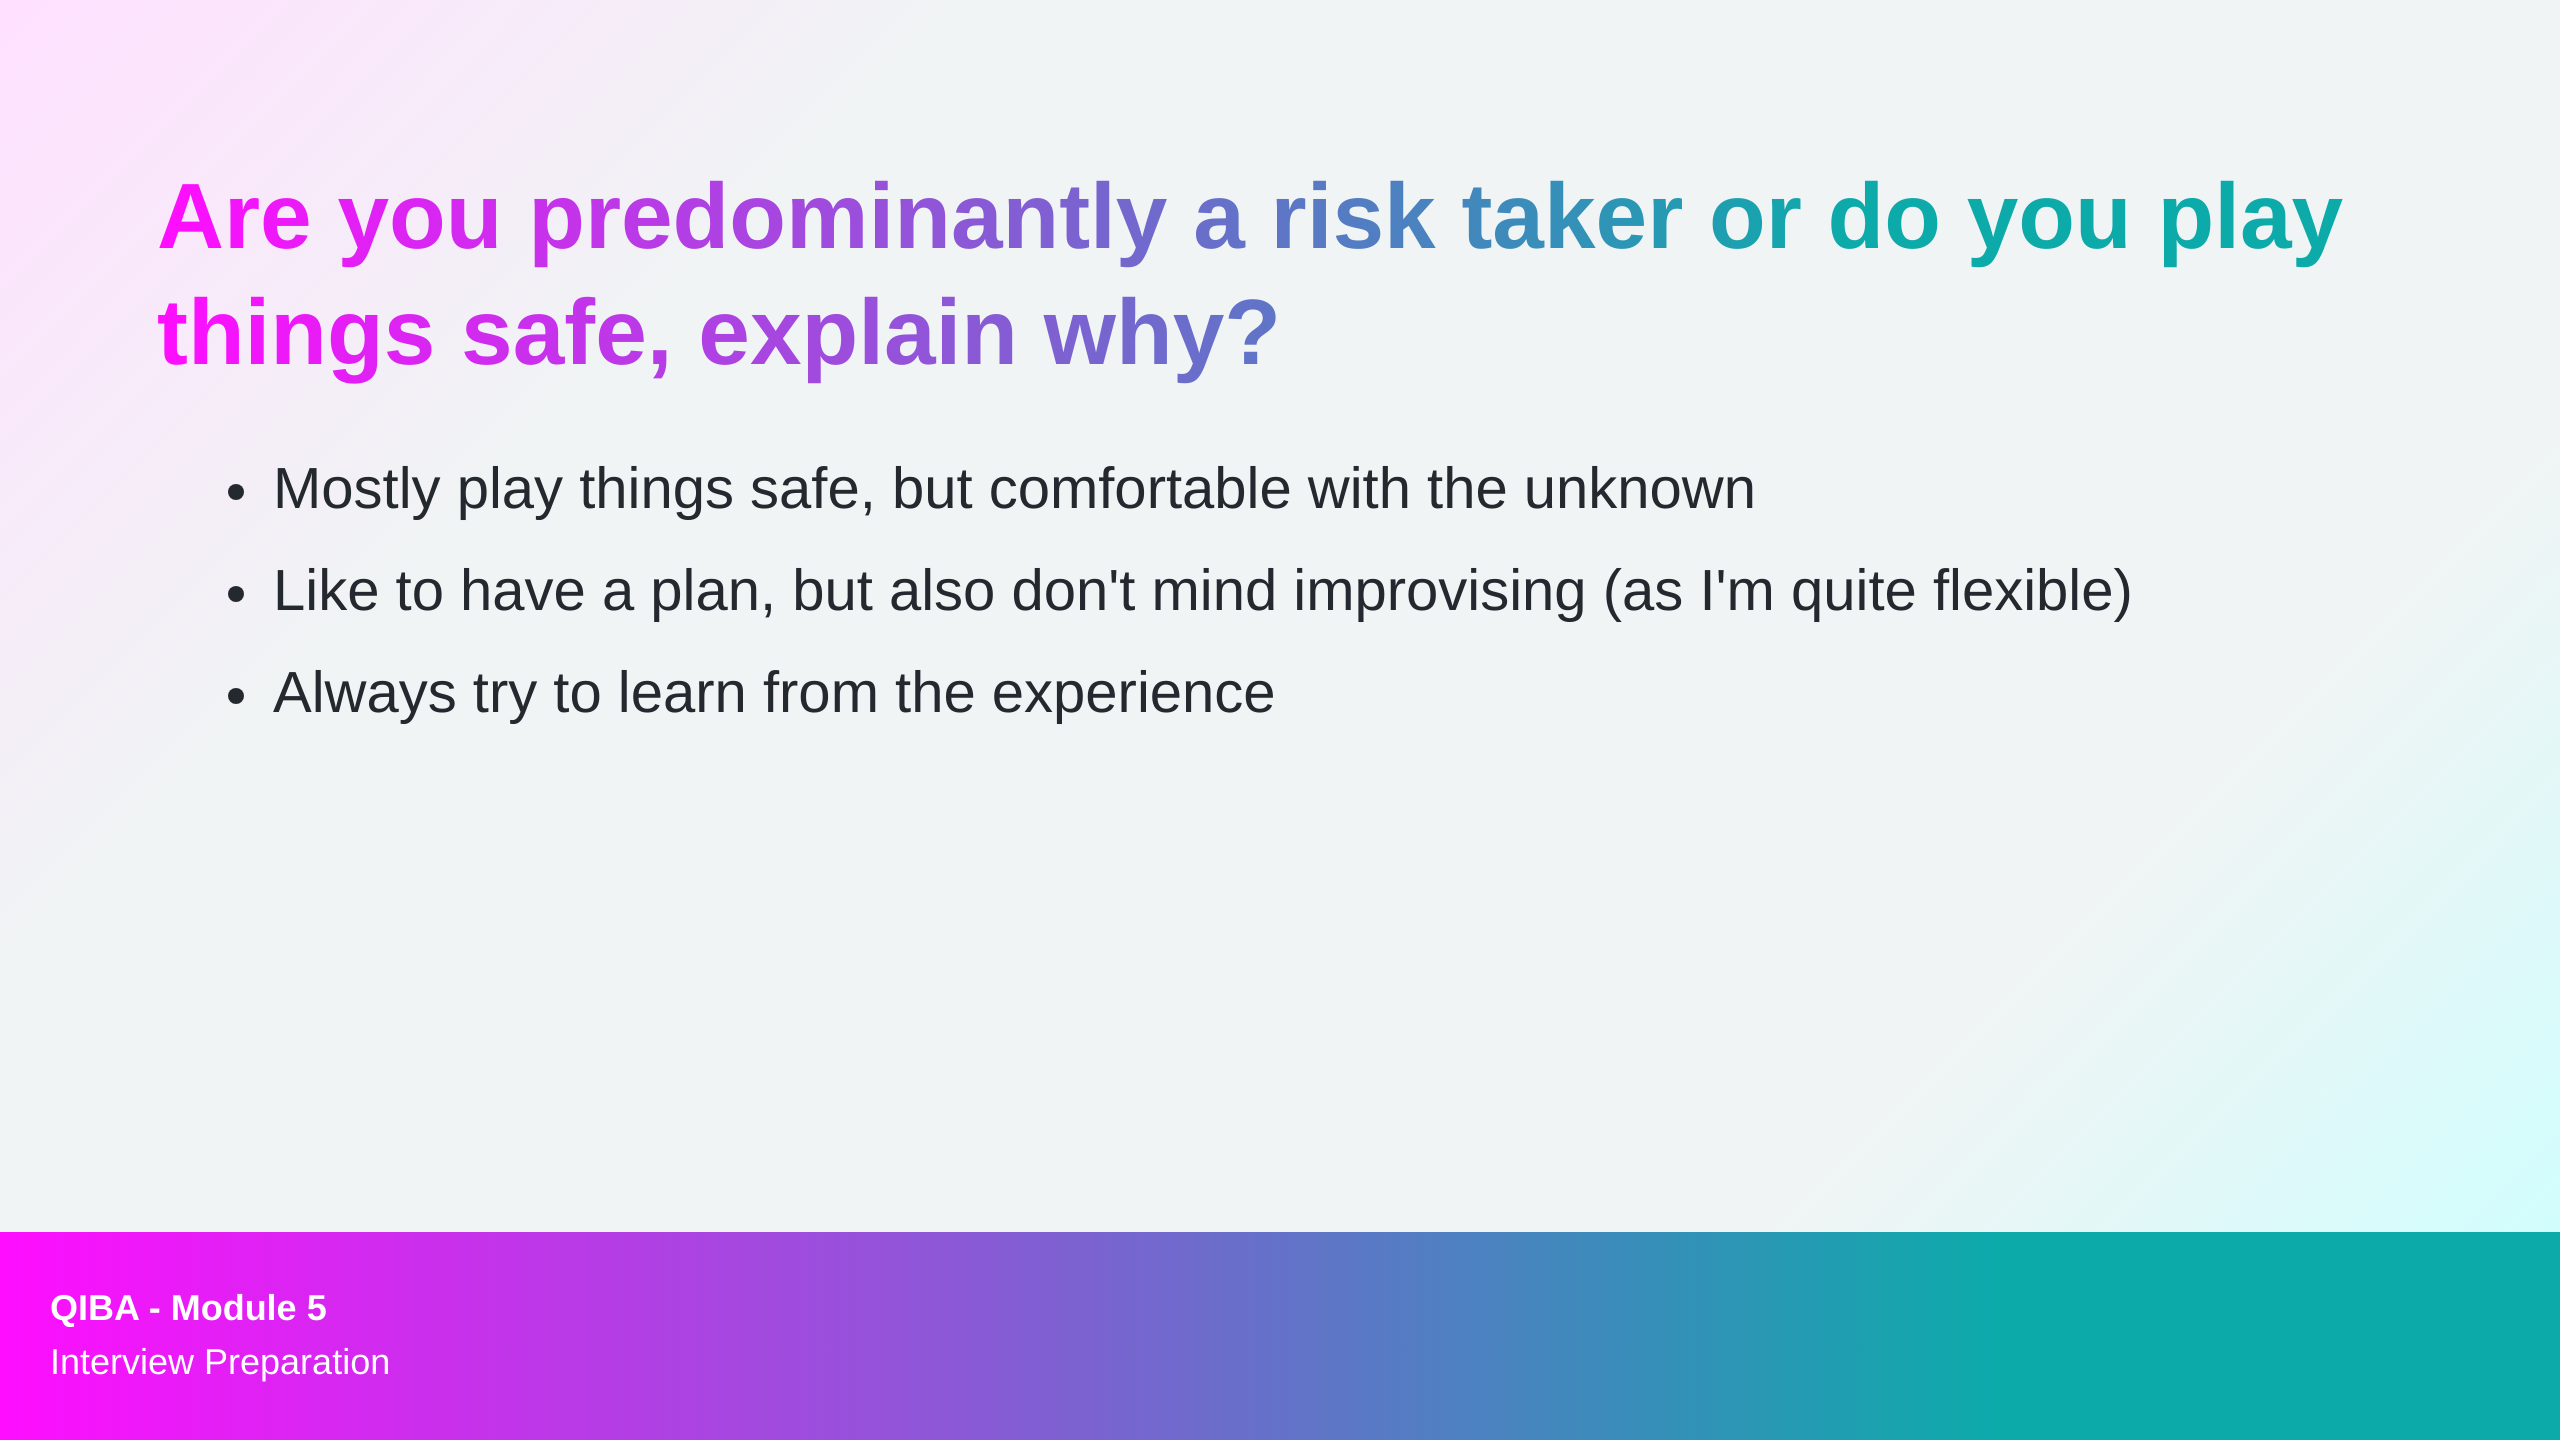 Are you predominantly a risk taker or do you play
things safe, explain why?
• Mostly play things safe, but comfortable with the unknown
• Like to have a plan, but also don't mind improvising (as I'm quite flexible)
• Always try to learn from the experience
QIBA - Module 5
Interview Preparation